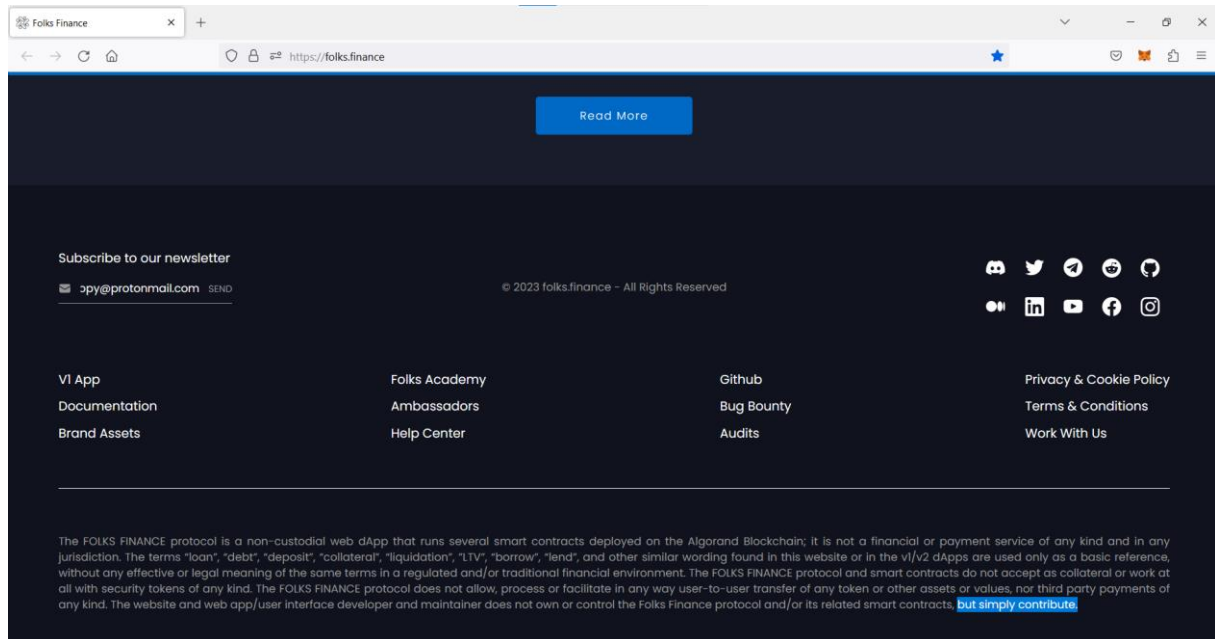 Folks Finance
https://folks.finance
Read More
Subscribe to our newsletter
opy@protonmail.com SEND
© 2023 folks.finance - All Rights Reserved
V1 App
Documentation
Brand Assets
Folks Academy
Ambassadors
Help Center
Github
Bug Bounty
Audits
Privacy & Cookie Policy
Terms & Conditions
Work With Us
The FOLKS FINANCE protocol is a non-custodial web dApp that runs several smart contracts deployed on the Algorand Blockchain; it is not a financial or payment service of any kind and in any
jurisdiction. The terms "loan", "debt", "deposit", "collateral", "liquidation", "LTV", "borrow", "lend", and other similar wording found in this website or in the v1/v2 dApps are used only as a basic reference,
without any effective or legal meaning of the same terms in a regulated and/or traditional financial environment. The FOLKS FINANCE protocol and smart contracts do not accept as collateral or work at
all with security tokens of any kind. The FOLKS FINANCE protocol does not allow, process or facilitate in any way user-to-user transfer of any token or other assets or values, nor third party payments of
any kind. The website and web app/user interface developer and maintainer does not own or control the Folks Finance protocol and/or its related smart contracts, but simply contribute.